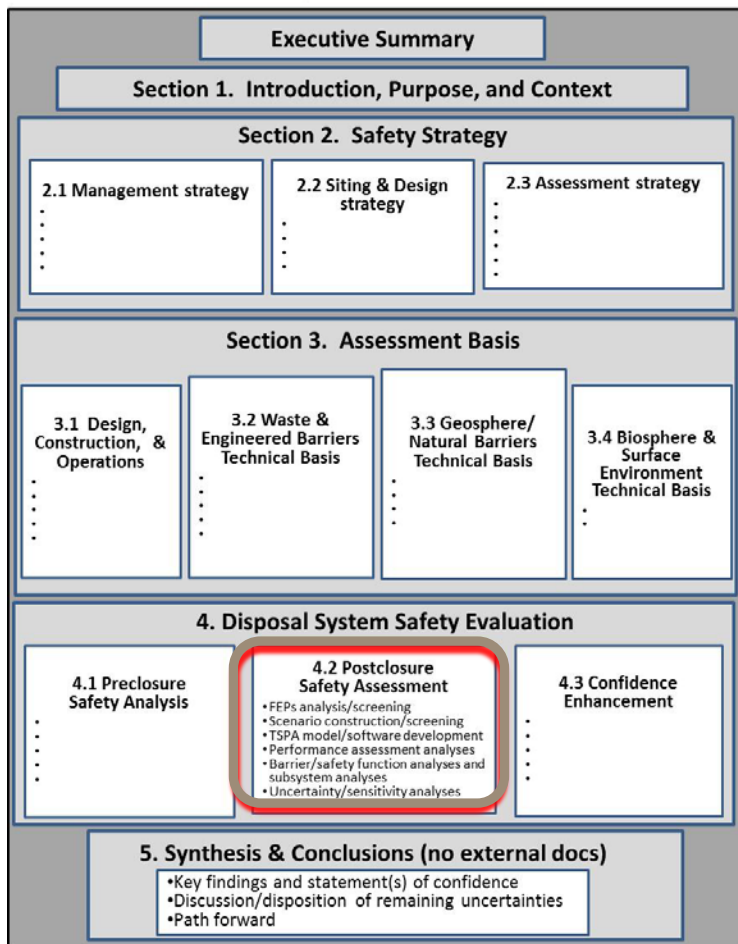 Executive Summary
Section 1.  Introduction, Purpose, and Context
Section 2.  Safety Strategy
2.1 Management strategy
•
•
•
•
•
2.2 Siting & Design
strategy
•
•
•
•
2.3 Assessment strategy
•
•
•
•
•
•
Section 3.  Assessment Basis
3.1  Design,
Construction,  &
Operations
•
•
•
•
•
3.2 Waste &
Engineered Barriers
Technical Basis
•
•
•
•
•
3.3 Geosphere/
Natural Barriers
Technical Basis
•
•
•
•
3.4 Biosphere &
Surface
Environment
Technical Basis
•
•
4. Disposal System Safety Evaluation
4.1 Preclosure
Safety Analysis
•
•
•
•
•
4.2 Postclosure
Safety Assessment
•FEPs analysis/screening
•Scenario construction/screening
•TSPA model/software development
•Performance assessment analyses
•Barrier/safety function analyses and
subsystem analyses
•Uncertainty/sensitivity analyses
4.3 Confidence
Enhancement
•
•
•
•
•
5. Synthesis & Conclusions (no external docs)
•Key findings and statement(s) of confidence
•Discussion/disposition of remaining uncertainties
•Path forward